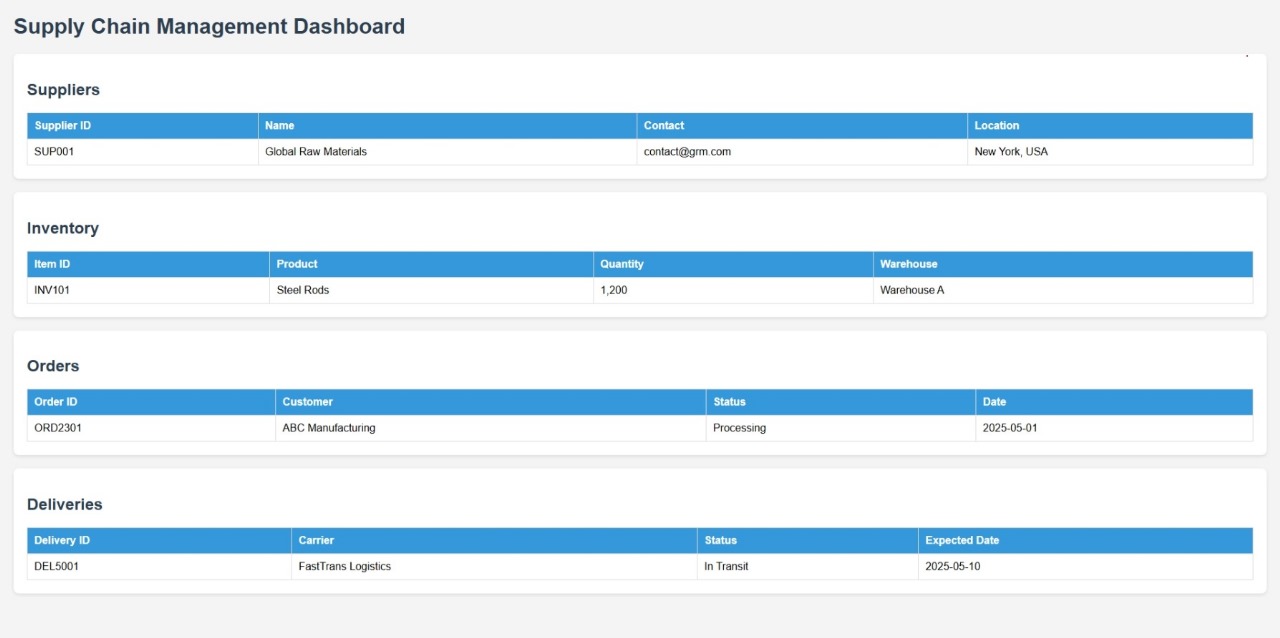 Supply Chain Management Dashboard
Suppliers
Supplier ID Name Contact Location
SUP001 Global Raw Materials contact@grm.com New York, USA
Inventory
Item ID Product Quantity Warehouse
INV101 Steel Rods 1,200 Warehouse A
Orders
Order ID Customer Status Date
ORD2301 ABC Manufacturing Processing 2025-05-01
Deliveries
Delivery ID Carrier Status Expected Date
DEL5001 FastTrans Logistics In Transit 2025-05-10